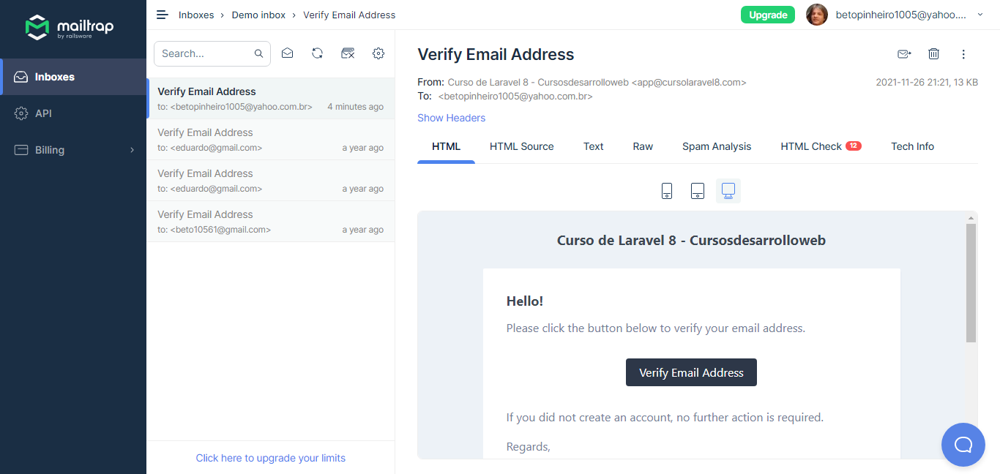 mailtrap
by railsware
Inboxes
API
Billing
Inboxes › Demo inbox › Verify Email Address
Upgrade
betopinheiro1005@yahoo....
Search...
Verify Email Address
to: <betopinheiro1005@yahoo.com.br> 4 minutes ago
Verify Email Address
to: <eduardo@gmail.com> a year ago
Verify Email Address
to: <eduardo@gmail.com> a year ago
Verify Email Address
to: <beto10561@gmail.com> a year ago
Click here to upgrade your limits
Verify Email Address
From: Curso de Laravel 8 - Cursosdesarrolloweb <app@cursolaravel8.com> 2021-11-26 21:21, 13 KB
To: <betopinheiro1005@yahoo.com.br>
Show Headers
HTML HTML Source Text Raw Spam Analysis HTML Check 12 Tech Info
Curso de Laravel 8 - Cursosdesarrolloweb
Hello!
Please click the button below to verify your email address.
Verify Email Address
If you did not create an account, no further action is required.
Regards,